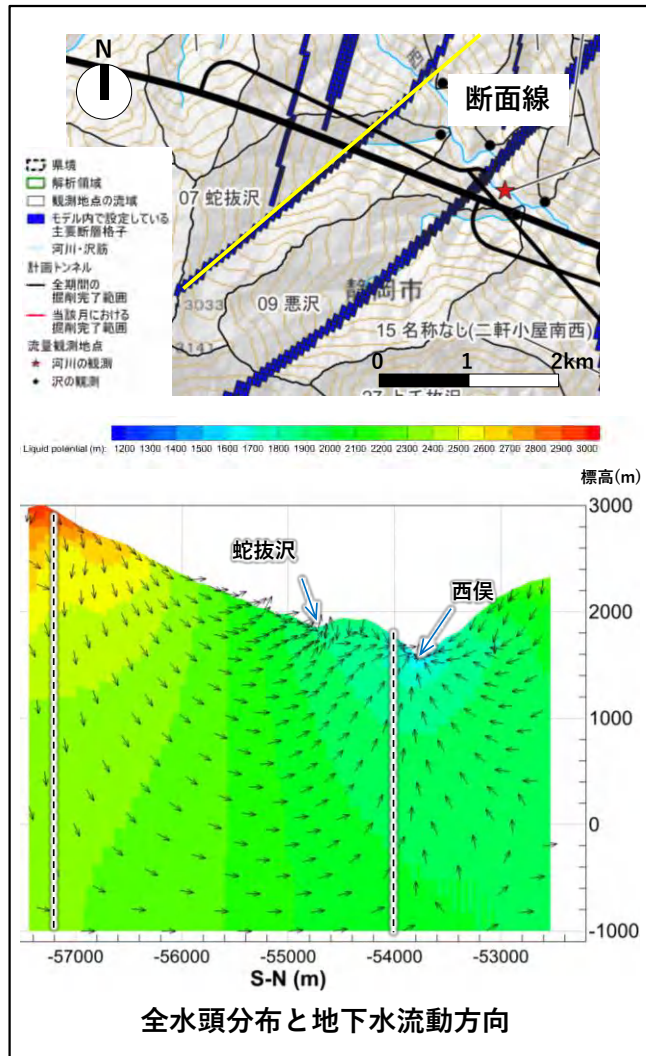 N
断面線
県境
解析領域
観測地点の流域
モデル内で設定している
主要断層格子
河川・沢筋
計画トンネル
全期間の
掘削完了範囲
当該月における
掘削完了範囲
流量観測地点
河川の観測
沢の観測
07 蛇抜沢
3033
3141
09 悪沢
静岡市
15 名称なし(二軒小屋南西)
27 上千枚沢
0 1 2km
Liquid potential (m): 1200 1300 1400 1500 1600 1700 1800 1900 2000 2100 2200 2300 2400 2500 2600 2700 2800 2900 3000
標高(m)
3000
蛇抜沢
西俣
2000
1000
0
-1000
-57000 -56000 -55000 -54000 -53000
S-N (m)
全水頭分布と地下水流動方向